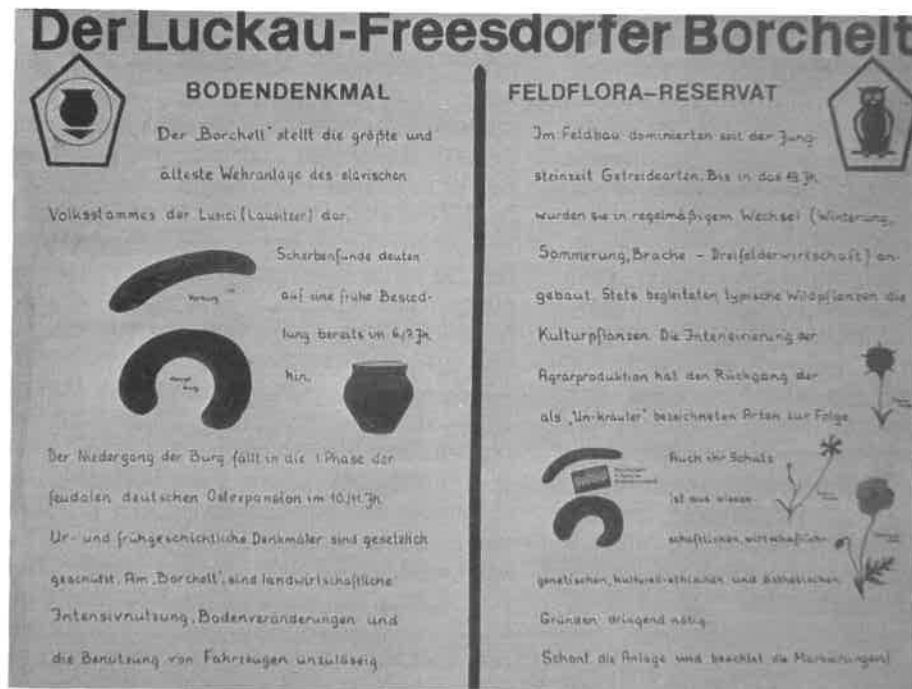 Der Luckau-Freesdorfer Borchelt
BODENDENKMAL
Der „Borchelt" stellt die größte und
älteste Wehranlage des slawischen
Volksstammes der Lusici (Lausitzer) dar.
Scherbenfunde deuten
auf eine frühe Besied-
lung bereits im 6./7. Jh.
hin.
Vorburg
Haupt
burg
Der Niedergang der Burg fällt in die 1. Phase der
feudalen deutschen Ostexpansion im 10./11. Jh.
Ur- und frühgeschichtliche Denkmäler sind gesetzlich
geschützt. Am „Borchelt" sind landwirtschaftliche
Intensivnutzung, Bodenveränderungen und
die Benutzung von Fahrzeugen unzulässig
FELDFLORA-RESERVAT
Im Feldbau dominierten seit der Jung-
steinzeit Getreidearten. Bis in das 19. Jh.
wurden sie in regelmäßigem Wechsel (Winterung,
Sommerung, Brache - Dreifelderwirtschaft) an-
gebaut. Stets begleiteten typische Wildpflanzen die
Kulturpflanzen. Die Intensivierung der
Agrarproduktion hat den Rückgang der
als „Un-kräuter" bezeichneten Arten zur Folge.
Auch ihr Schutz
ist aus wissen-
schaftlichen, wirtschaftlich-
genetischen, kulturell-ethischen und ästhetischen
Gründen dringend nötig.
Schont die Anlage und beachtet die Markierungen!